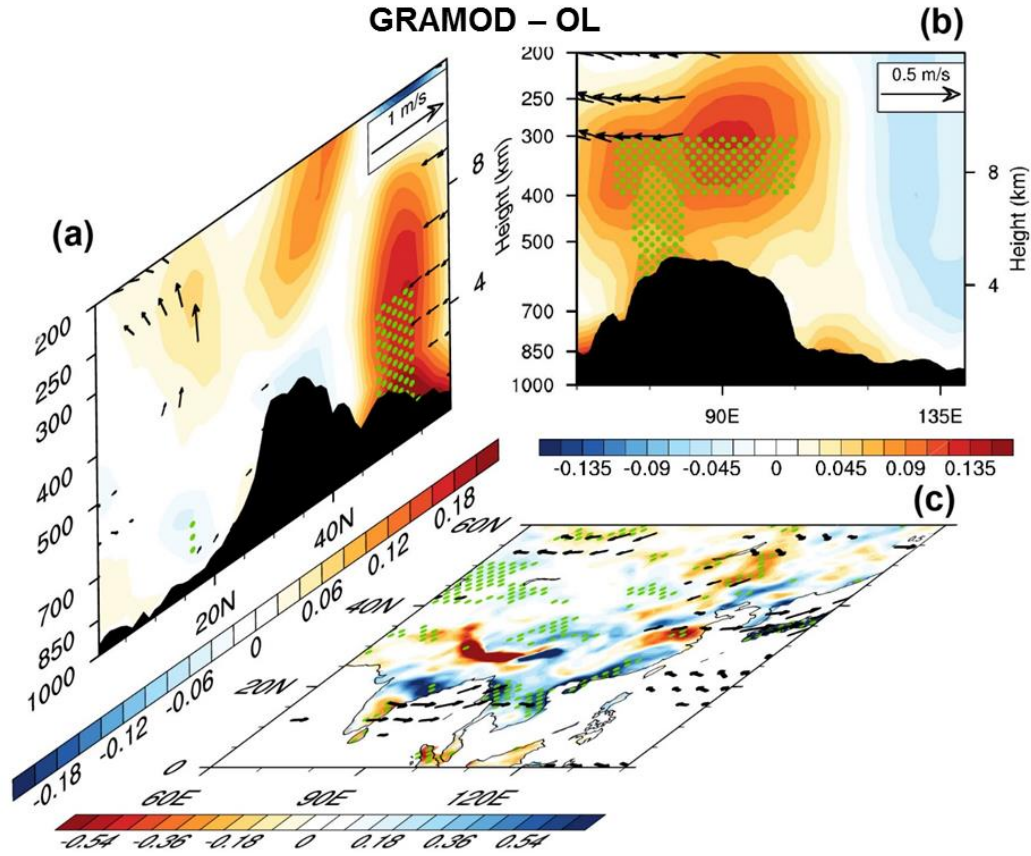 GRAMOD – OL
(a)
1 m/s
8
4
200
250
300
400
500
700
850
1000
20N
40N
60N
-0.18
-0.12
-0.06
0
0.06
0.12
0.18
(b)
200
250
300
400
500
700
850
1000
Height (km)
0.5 m/s
8
4
Height (km)
90E
135E
-0.135
-0.09
-0.045
0
0.045
0.09
0.135
(c)
0.5
40N
20N
0
60E
90E
120E
-0.54
-0.36
-0.18
0
0.18
0.36
0.54